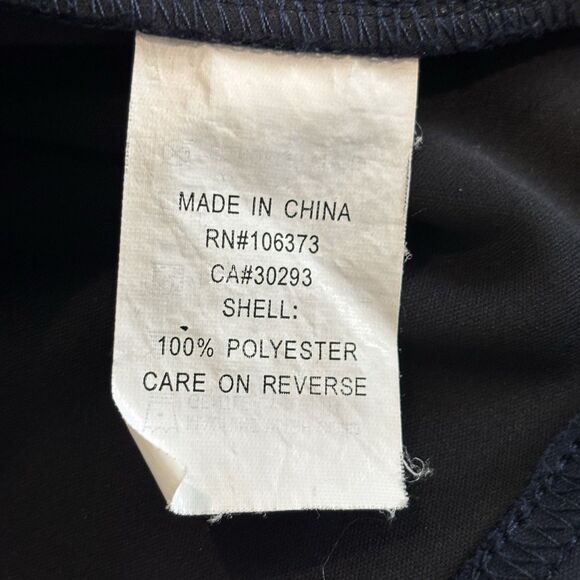 MADE IN CHINA
RN#106373
CA#30293
SHELL:
100% POLYESTER
CARE ON REVERSE